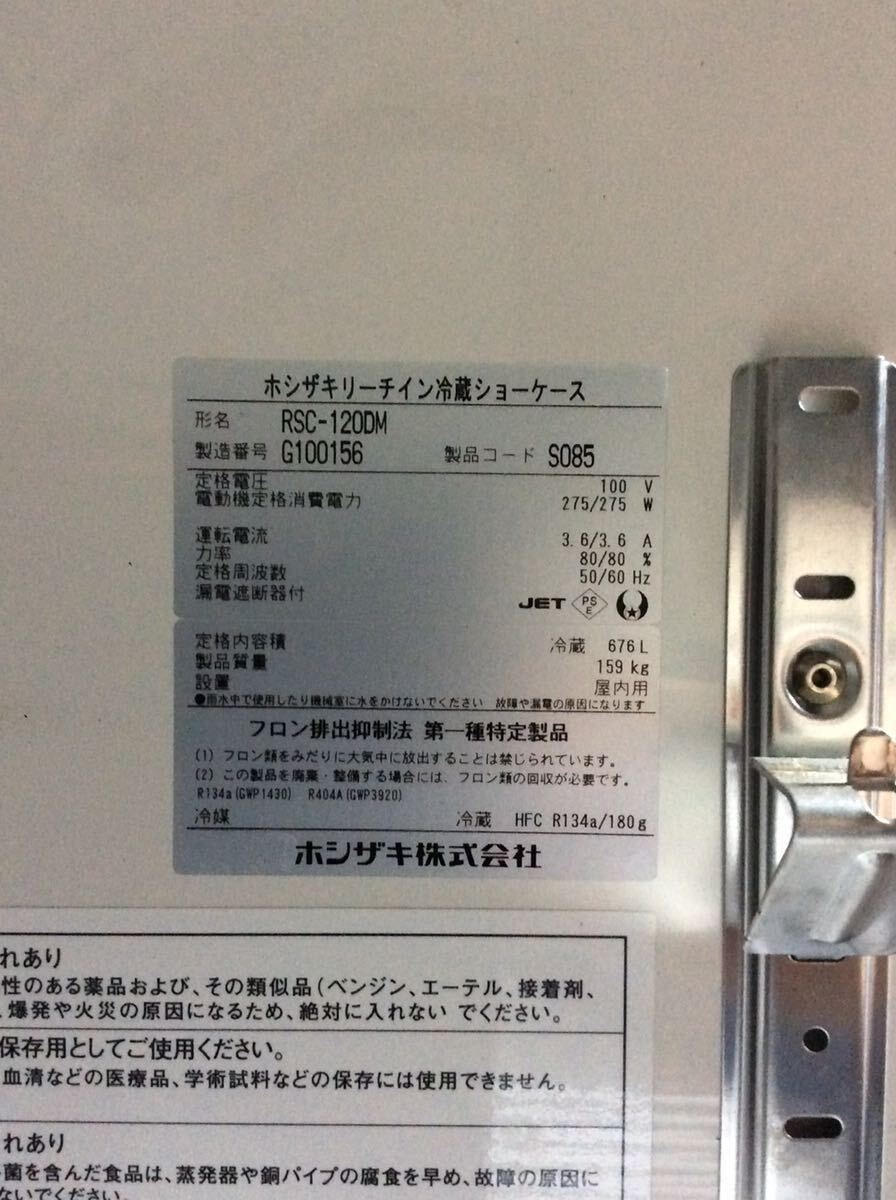 ホシザキリーチイン冷蔵ショーケース
形名 RSC-120DM
製造番号 G100156 製品コード S085
定格電圧 100 V
電動機定格消費電力 275/275 W
運転電流 3.6/3.6 A
力率 80/80 %
定格周波数 50/60 Hz
漏電遮断器付 JET PSE
定格内容積 冷蔵 676 L
製品質量 159 kg
設置 屋内用
●雨水中で使用したり機械室に水をかけないでください 故障や漏電の原因になります
フロン排出抑制法 第一種特定製品
(1) フロン類をみだりに大気中に放出することは禁じられています。
(2) この製品を廃棄・整備する場合には、フロン類の回収が必要です。
R134a(GWP1430) R404A(GWP3920)
冷媒 冷蔵 HFC R134a/180g
ホシザキ株式会社
れあり
性のある薬品および、その類似品(ベンジン、エーテル、接着剤、
、爆発や火災の原因になるため、絶対に入れない でください。
保存用としてご使用ください。
血清などの医療品、学術試料などの保存には使用できません。
れあり
菌を含んだ食品は、蒸発器や銅パイプの腐食を早め、故障の原因に
ないでください。